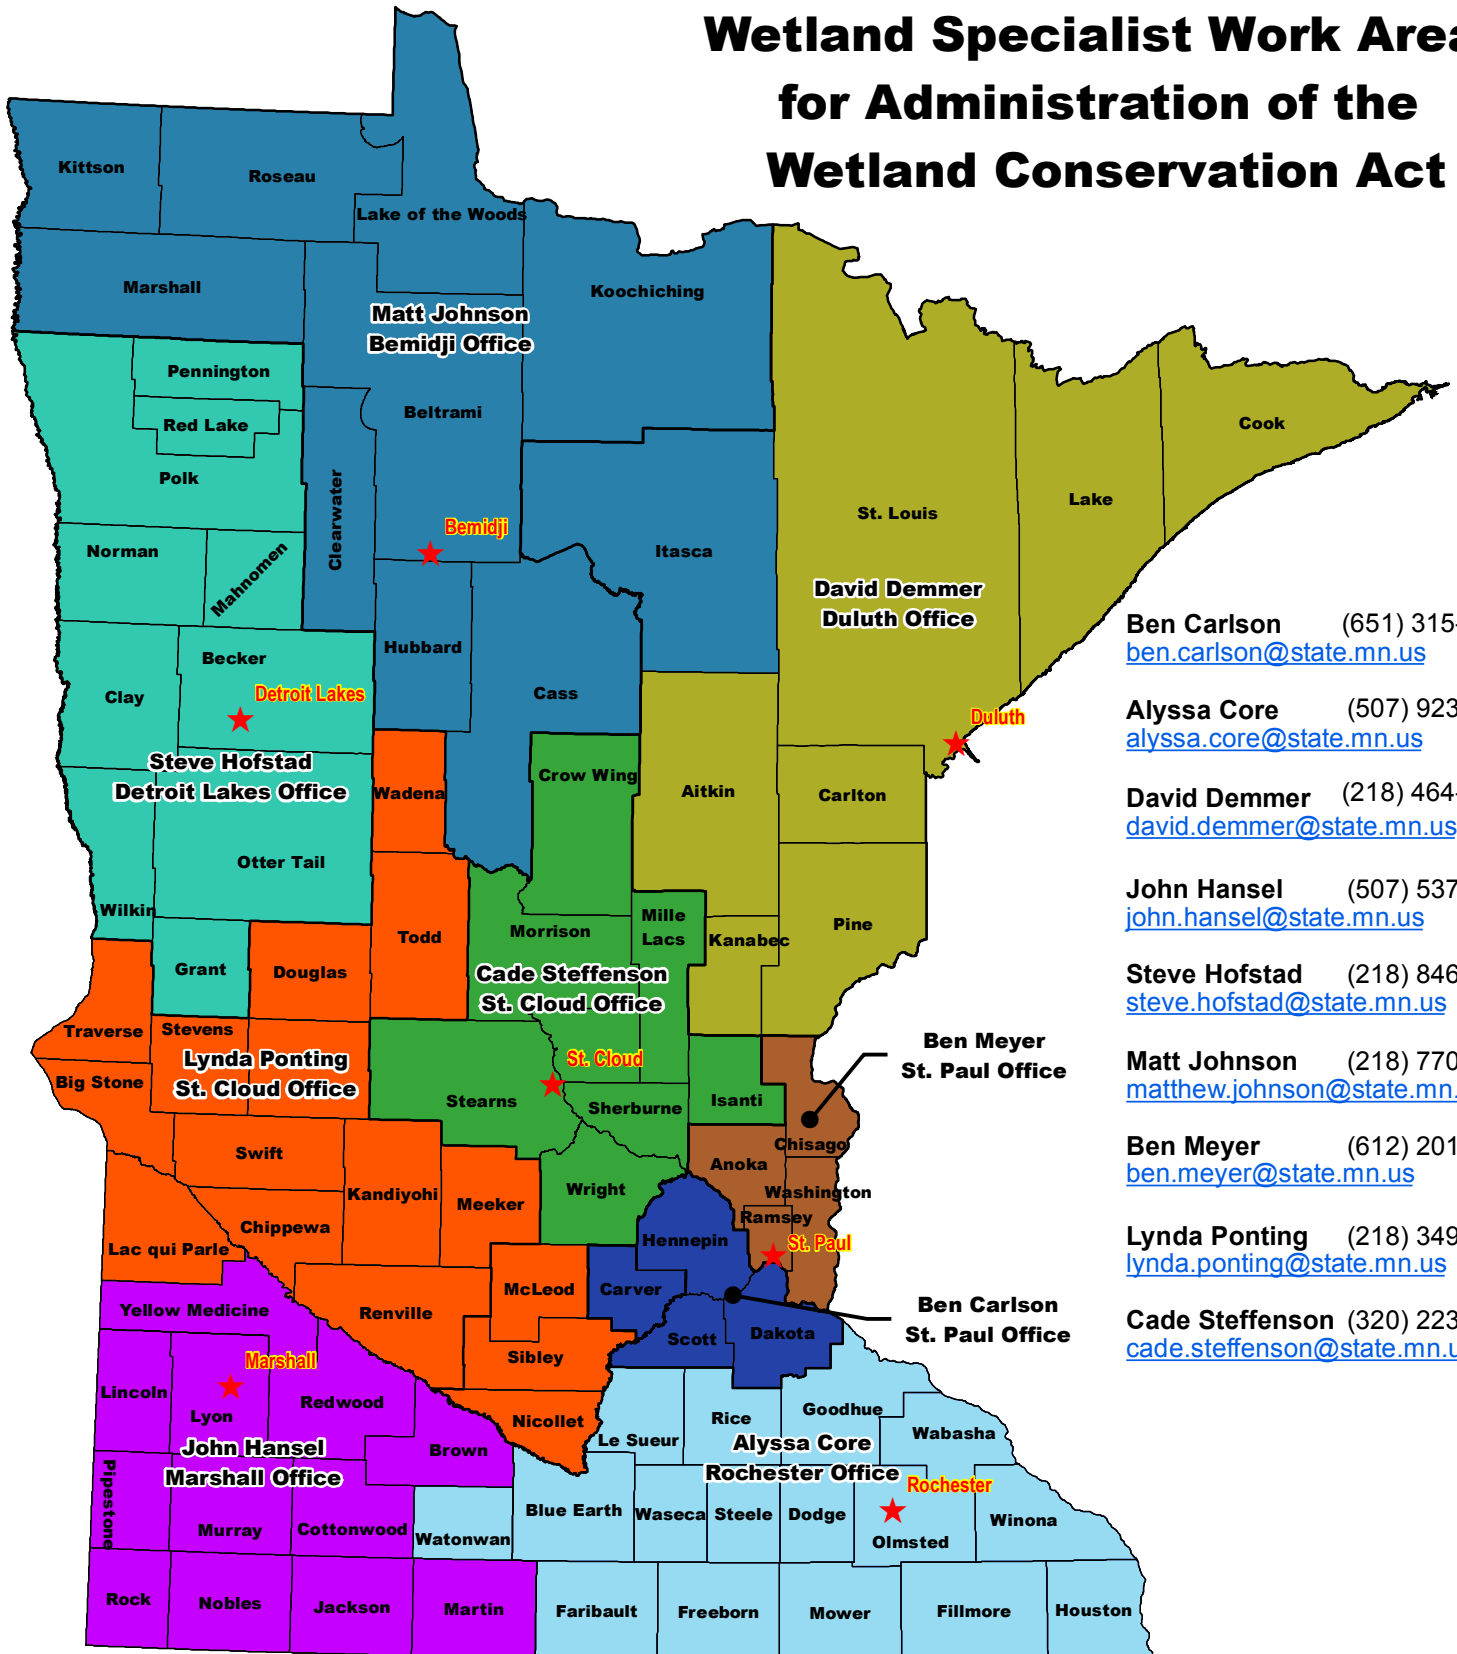 Wetland Specialist Work Area
for Administration of the
Wetland Conservation Act
Kittson
Roseau
Lake of the Woods
Marshall
Koochiching
Matt Johnson
Bemidji Office
Pennington
Red Lake
Beltrami
Polk
Clearwater
Cook
Lake
St. Louis
Bemidji
Norman
Mahnomen
Itasca
David Demmer
Duluth Office
Hubbard
Becker
Clay
Detroit Lakes
Cass
Duluth
Steve Hofstad
Detroit Lakes Office
Wadena
Crow Wing
Aitkin
Carlton
Otter Tail
Wilkin
Todd
Morrison
Mille
Lacs
Kanabec
Pine
Grant
Douglas
Cade Steffenson
St. Cloud Office
Traverse
Stevens
Lynda Ponting
St. Cloud Office
St. Cloud
Big Stone
Stearns
Sherburne
Isanti
Ben Meyer
St. Paul Office
Chisago
Swift
Anoka
Kandiyohi
Meeker
Wright
Washington
Ramsey
Chippewa
Lac qui Parle
Hennepin
St. Paul
McLeod
Carver
Yellow Medicine
Renville
Ben Carlson
St. Paul Office
Scott
Dakota
Sibley
Marshall
Lincoln
Lyon
Redwood
Nicollet
Rice
Goodhue
Wabasha
Le Sueur
Brown
John Hansel
Marshall Office
Alyssa Core
Rochester Office
Rochester
Pipestone
Murray
Cottonwood
Watonwan
Blue Earth
Waseca
Steele
Dodge
Olmsted
Winona
Rock
Nobles
Jackson
Martin
Faribault
Freeborn
Mower
Fillmore
Houston
Ben Carlson (651) 315-
ben.carlson@state.mn.us
Alyssa Core (507) 923
alyssa.core@state.mn.us
David Demmer (218) 464-
david.demmer@state.mn.us
John Hansel (507) 537
john.hansel@state.mn.us
Steve Hofstad (218) 846
steve.hofstad@state.mn.us
Matt Johnson (218) 770
matthew.johnson@state.mn.
Ben Meyer (612) 201
ben.meyer@state.mn.us
Lynda Ponting (218) 349
lynda.ponting@state.mn.us
Cade Steffenson (320) 223
cade.steffenson@state.mn.u